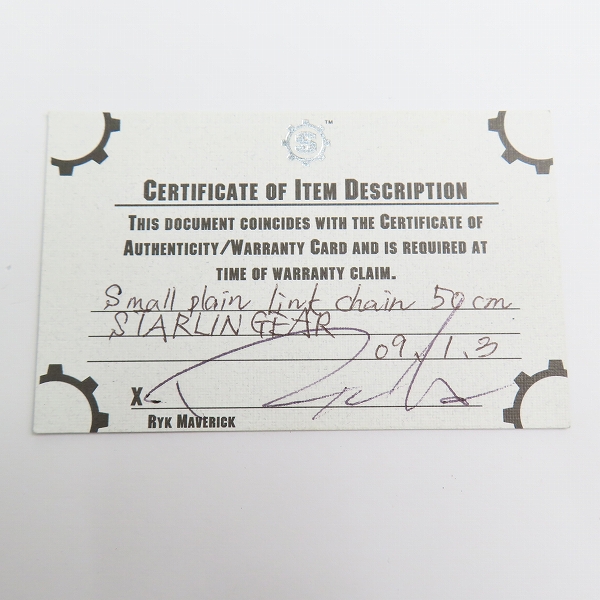 S
™
CERTIFICATE OF ITEM DESCRIPTION
THIS DOCUMENT COINCIDES WITH THE CERTIFICATE OF
AUTHENTICITY/WARRANTY CARD AND IS REQUIRED AT
TIME OF WARRANTY CLAIM.
Small plain link chain 50cm
STARLINGEAR
09.1.3
X-
RYK MAVERICK